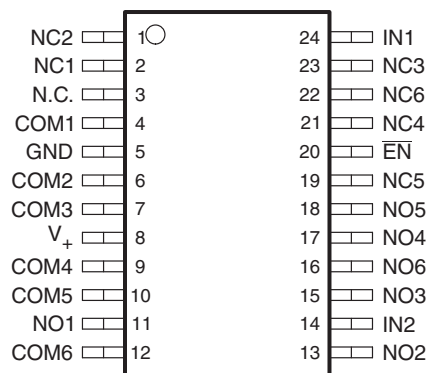 NC2 1 24 IN1
NC1 2 23 NC3
N.C. 3 22 NC6
COM1 4 21 NC4
GND 5 20 EN
COM2 6 19 NC5
COM3 7 18 NO5
V+ 8 17 NO4
COM4 9 16 NO6
COM5 10 15 NO3
NO1 11 14 IN2
COM6 12 13 NO2